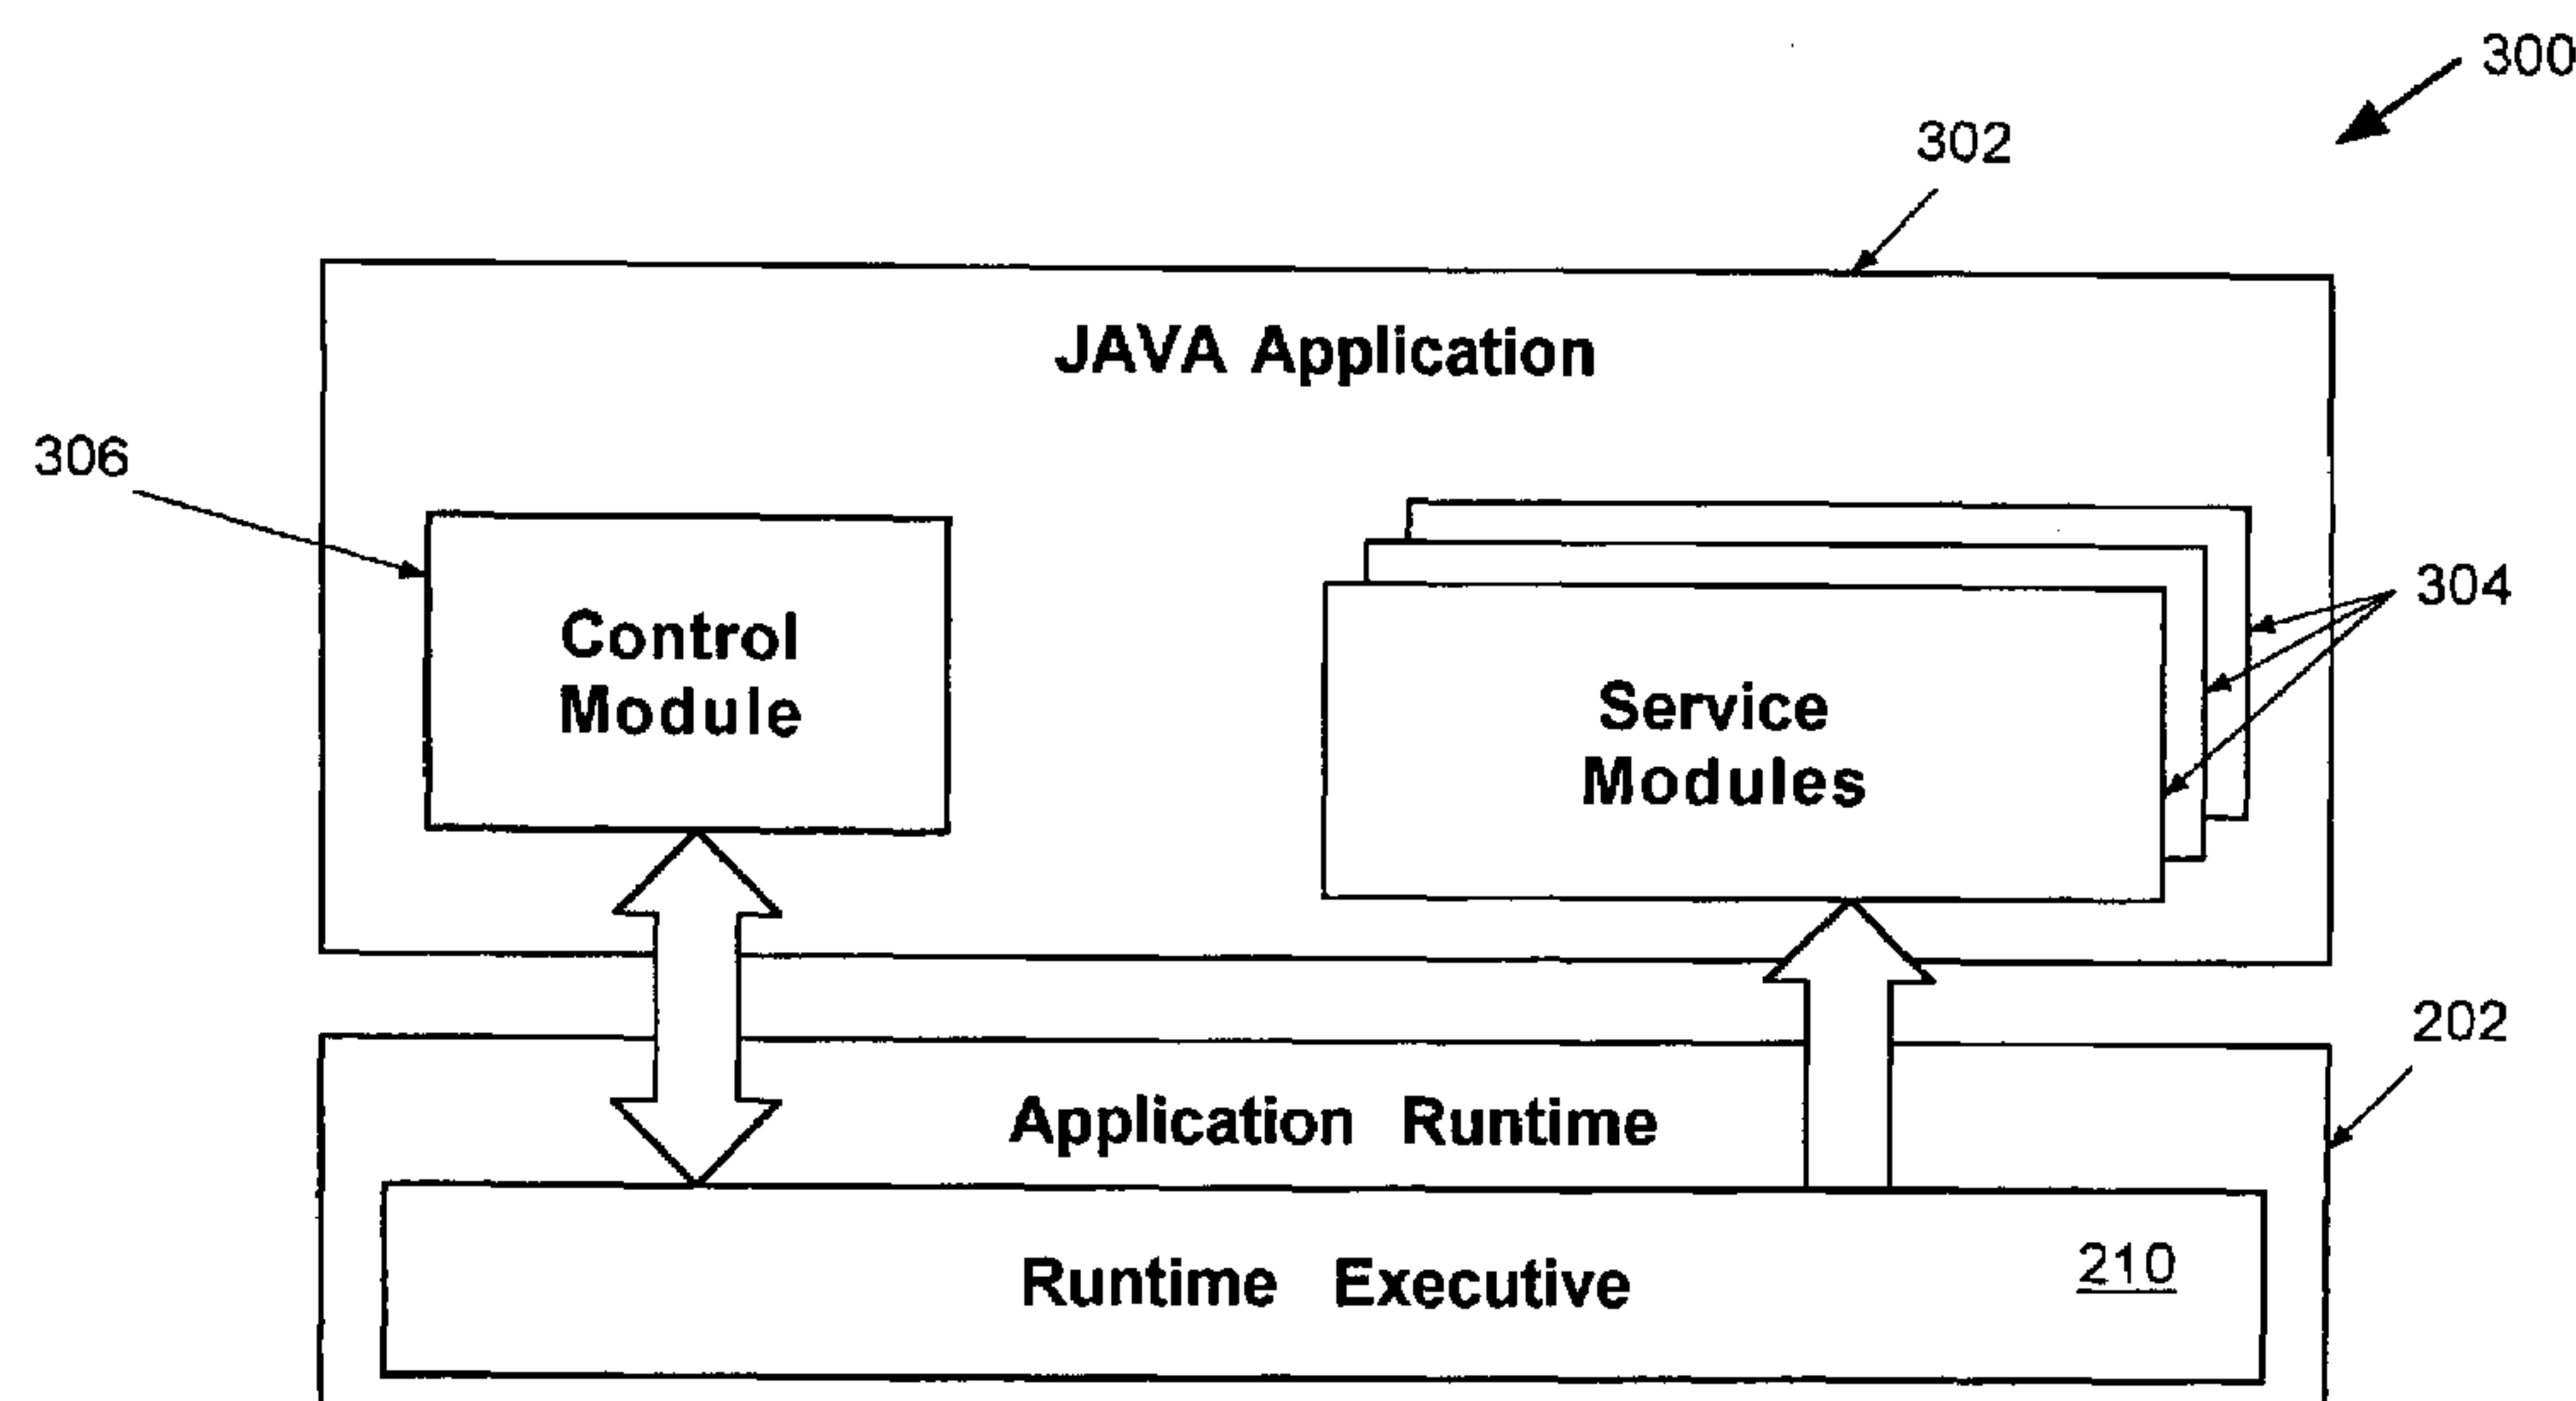 300
302
JAVA Application
306
304
Control
Module
Service
Modules
202
Application Runtime
Runtime Executive
210